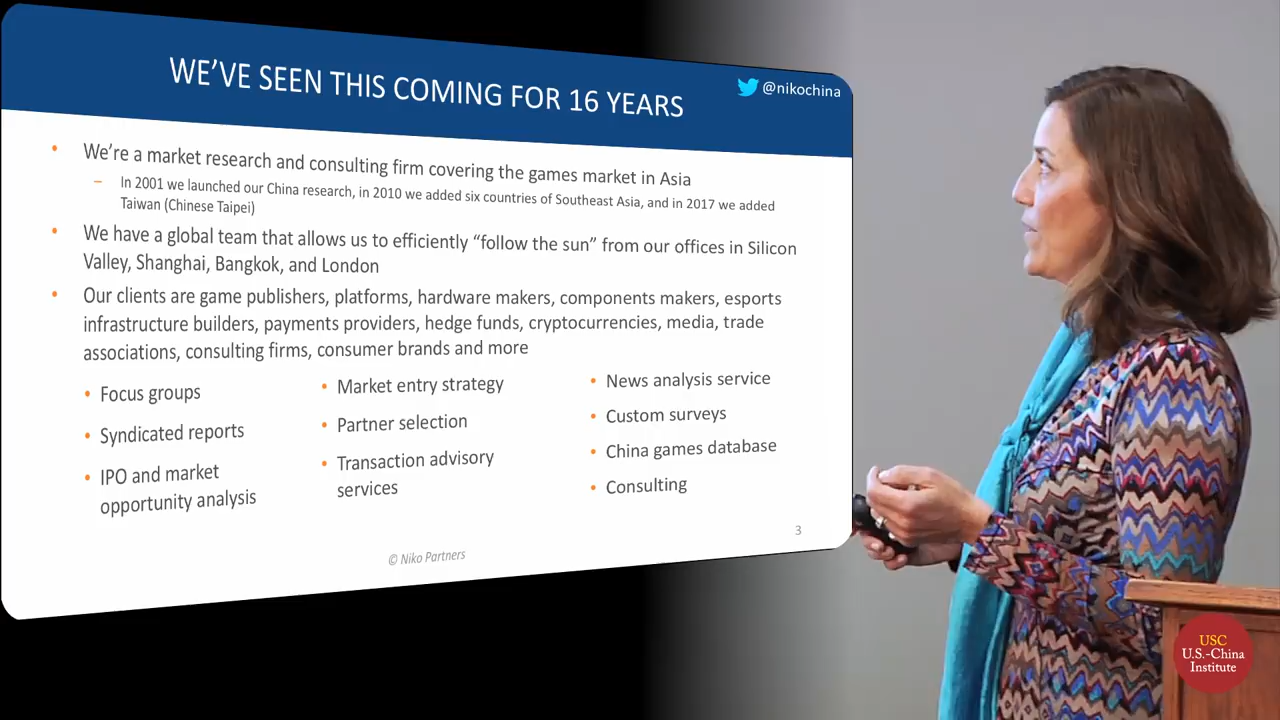 WE’VE SEEN THIS COMING FOR 16 YEARS
@nikochina
• We’re a market research and consulting firm covering the games market in Asia
– In 2001 we launched our China research, in 2010 we added six countries of Southeast Asia, and in 2017 we added
Taiwan (Chinese Taipei)
• We have a global team that allows us to efficiently “follow the sun” from our offices in Silicon
Valley, Shanghai, Bangkok, and London
• Our clients are game publishers, platforms, hardware makers, components makers, esports
infrastructure builders, payments providers, hedge funds, cryptocurrencies, media, trade
associations, consulting firms, consumer brands and more
• Focus groups
• Syndicated reports
• IPO and market
opportunity analysis
• Market entry strategy
• Partner selection
• Transaction advisory
services
• News analysis service
• Custom surveys
• China games database
• Consulting
3
© Niko Partners
USC
U.S.-China
Institute